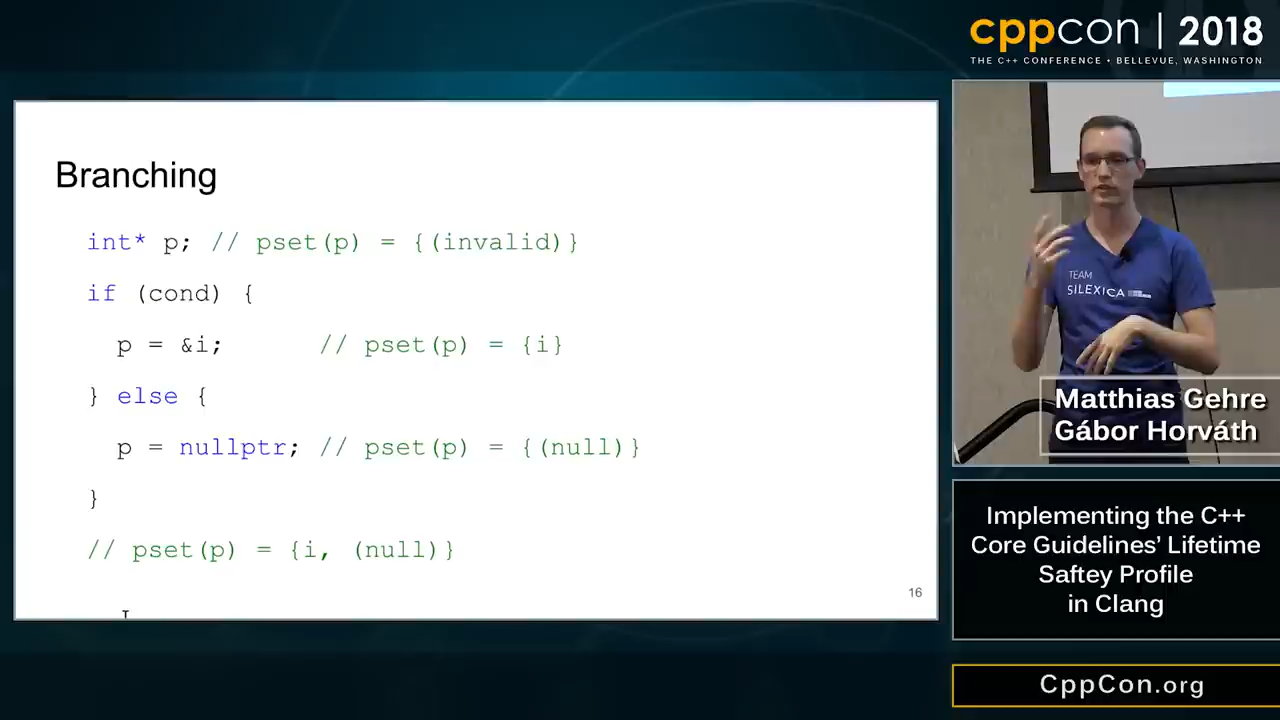 cppcon | 2018
THE C++ CONFERENCE • BELLEVUE, WASHINGTON
Branching
int* p; // pset(p) = {(invalid)}
if (cond) {
p = &i; // pset(p) = {i}
} else {
p = nullptr; // pset(p) = {(null)}
}
// pset(p) = {i, (null)}
16
TEAM
SILEXICA
Matthias Gehre
Gábor Horváth
Implementing the C++
Core Guidelines' Lifetime
Saftey Profile
in Clang
CppCon.org